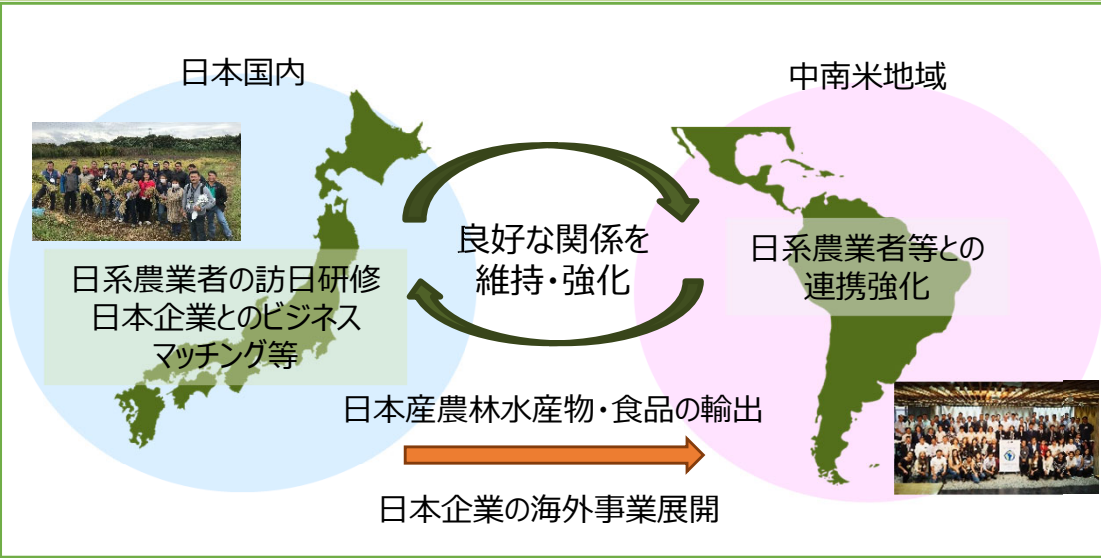 日本国内
中南米地域
良好な関係を
維持・強化
日系農業者の訪日研修
日本企業とのビジネス
マッチング等
日系農業者等との
連携強化
日本産農林水産物・食品の輸出
日本企業の海外事業展開